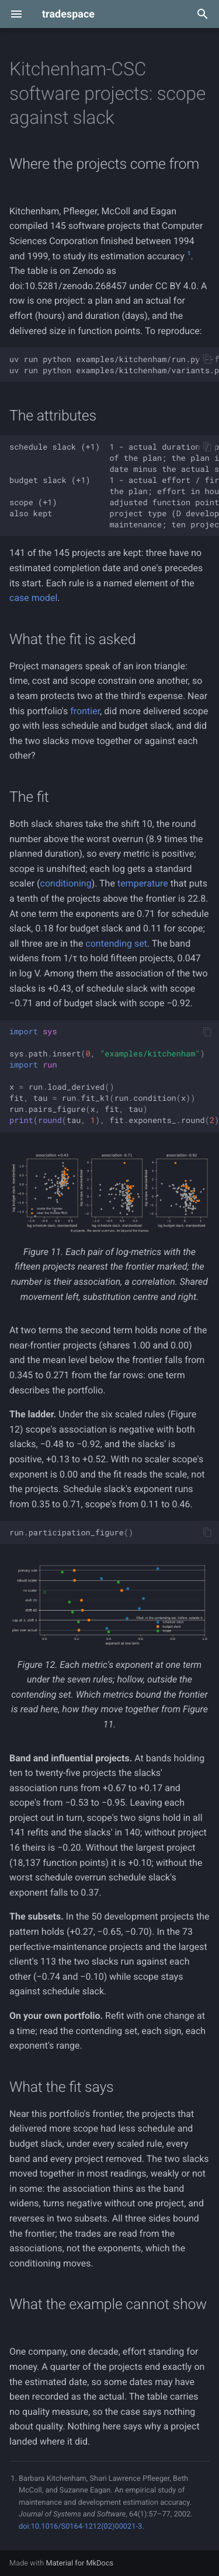 tradespace
Kitchenham-CSC
software projects: scope
against slack
Where the projects come from
Kitchenham, Pfleeger, McColl and Eagan
compiled 145 software projects that Computer
Sciences Corporation finished between 1994
and 1999, to study its estimation accuracy 1.
The table is on Zenodo as
doi:10.5281/zenodo.268457 under CC BY 4.0. A
row is one project: a plan and an actual for
effort (hours) and duration (days), and the
delivered size in function points. To reproduce:
uv run python examples/kitchenham/run.py
uv run python examples/kitchenham/variants.p
The attributes
schedule slack (+1) 1 - actual duration
of the plan; the plan i
date minus the actual s
budget slack (+1) 1 - actual effort / fir
the plan; effort in hou
scope (+1) adjusted function point
also kept project type (D develop
maintenance; ten projec
141 of the 145 projects are kept: three have no
estimated completion date and one's precedes
its start. Each rule is a named element of the
case model.
What the fit is asked
Project managers speak of an iron triangle:
time, cost and scope constrain one another, so
a team protects two at the third's expense. Near
this portfolio's frontier, did more delivered scope
go with less schedule and budget slack, and did
the two slacks move together or against each
other?
The fit
Both slack shares take the shift 10, the round
number above the worst overrun (8.9 times the
planned duration), so every metric is positive;
scope is unshifted; each log gets a standard
scaler (conditioning). The temperature that puts
a tenth of the projects above the frontier is 22.8.
At one term the exponents are 0.71 for schedule
slack, 0.18 for budget slack and 0.11 for scope;
all three are in the contending set. The band
widens from 1/τ to hold fifteen projects, 0.047
in log V. Among them the association of the two
slacks is +0.43, of schedule slack with scope
−0.71 and of budget slack with scope −0.92.
import sys
sys.path.insert(0, "examples/kitchenham")
import run
x = run.load_derived()
fit, tau = run.fit_k1(run.condition(x))
run.pairs_figure(x, fit, tau)
print(round(tau, 1), fit.exponents_.round(2)
Figure 11. Each pair of log-metrics with the
fifteen projects nearest the frontier marked; the
number is their association, a correlation. Shared
movement left, substitution centre and right.
At two terms the second term holds none of the
near-frontier projects (shares 1.00 and 0.00)
and the mean level below the frontier falls from
0.345 to 0.271 from the far rows: one term
describes the portfolio.
The ladder. Under the six scaled rules (Figure
12) scope's association is negative with both
slacks, −0.48 to −0.92, and the slacks' is
positive, +0.13 to +0.52. With no scaler scope's
exponent is 0.00 and the fit reads the scale, not
the projects. Schedule slack's exponent runs
from 0.35 to 0.71, scope's from 0.11 to 0.46.
run.participation_figure()
Figure 12. Each metric's exponent at one term
under the seven rules; hollow, outside the
contending set. Which metrics bound the frontier
is read here, how they move together from Figure
11.
Band and influential projects. At bands holding
ten to twenty-five projects the slacks'
association runs from +0.67 to +0.17 and
scope's from −0.53 to −0.95. Leaving each
project out in turn, scope's two signs hold in all
141 refits and the slacks' in 140; without project
16 theirs is −0.20. Without the largest project
(18,137 function points) it is +0.10; without the
worst schedule overrun schedule slack's
exponent falls to 0.37.
The subsets. In the 50 development projects the
pattern holds (+0.27, −0.65, −0.70). In the 73
perfective-maintenance projects and the largest
client's 113 the two slacks run against each
other (−0.74 and −0.10) while scope stays
against schedule slack.
On your own portfolio. Refit with one change at
a time; read the contending set, each sign, each
exponent's range.
What the fit says
Near this portfolio's frontier, the projects that
delivered more scope had less schedule and
budget slack, under every scaled rule, every
band and every project removed. The two slacks
moved together in most readings, weakly or not
in some: the association thins as the band
widens, turns negative without one project, and
reverses in two subsets. All three sides bound
the frontier; the trades are read from the
associations, not the exponents, which the
conditioning moves.
What the example cannot show
One company, one decade, effort standing for
money. A quarter of the projects end exactly on
the estimated date, so some dates may have
been recorded as the actual. The table carries
no quality measure, so the case says nothing
about quality. Nothing here says why a project
landed where it did.
1. Barbara Kitchenham, Shari Lawrence Pfleeger, Beth
McColl, and Suzanne Eagan. An empirical study of
maintenance and development estimation accuracy.
Journal of Systems and Software, 64(1):57–77, 2002.
doi:10.1016/S0164-1212(02)00021-3.
Made with Material for MkDocs